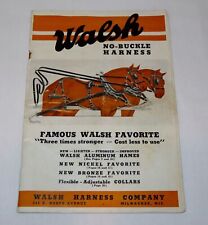 Walsh
NO-BUCKLE
HARNESS
FAMOUS WALSH FAVORITE
"Three times stronger — Cost less to use"
NEW - LIGHTER - STRONGER - IMPROVED
WALSH ALUMINUM HAMES
NEW NICKEL FAVORITE
NEW BRONZE FAVORITE
Flexible - Adjustable COLLARS
WALSH HARNESS COMPANY
MILWAUKEE, WIS.